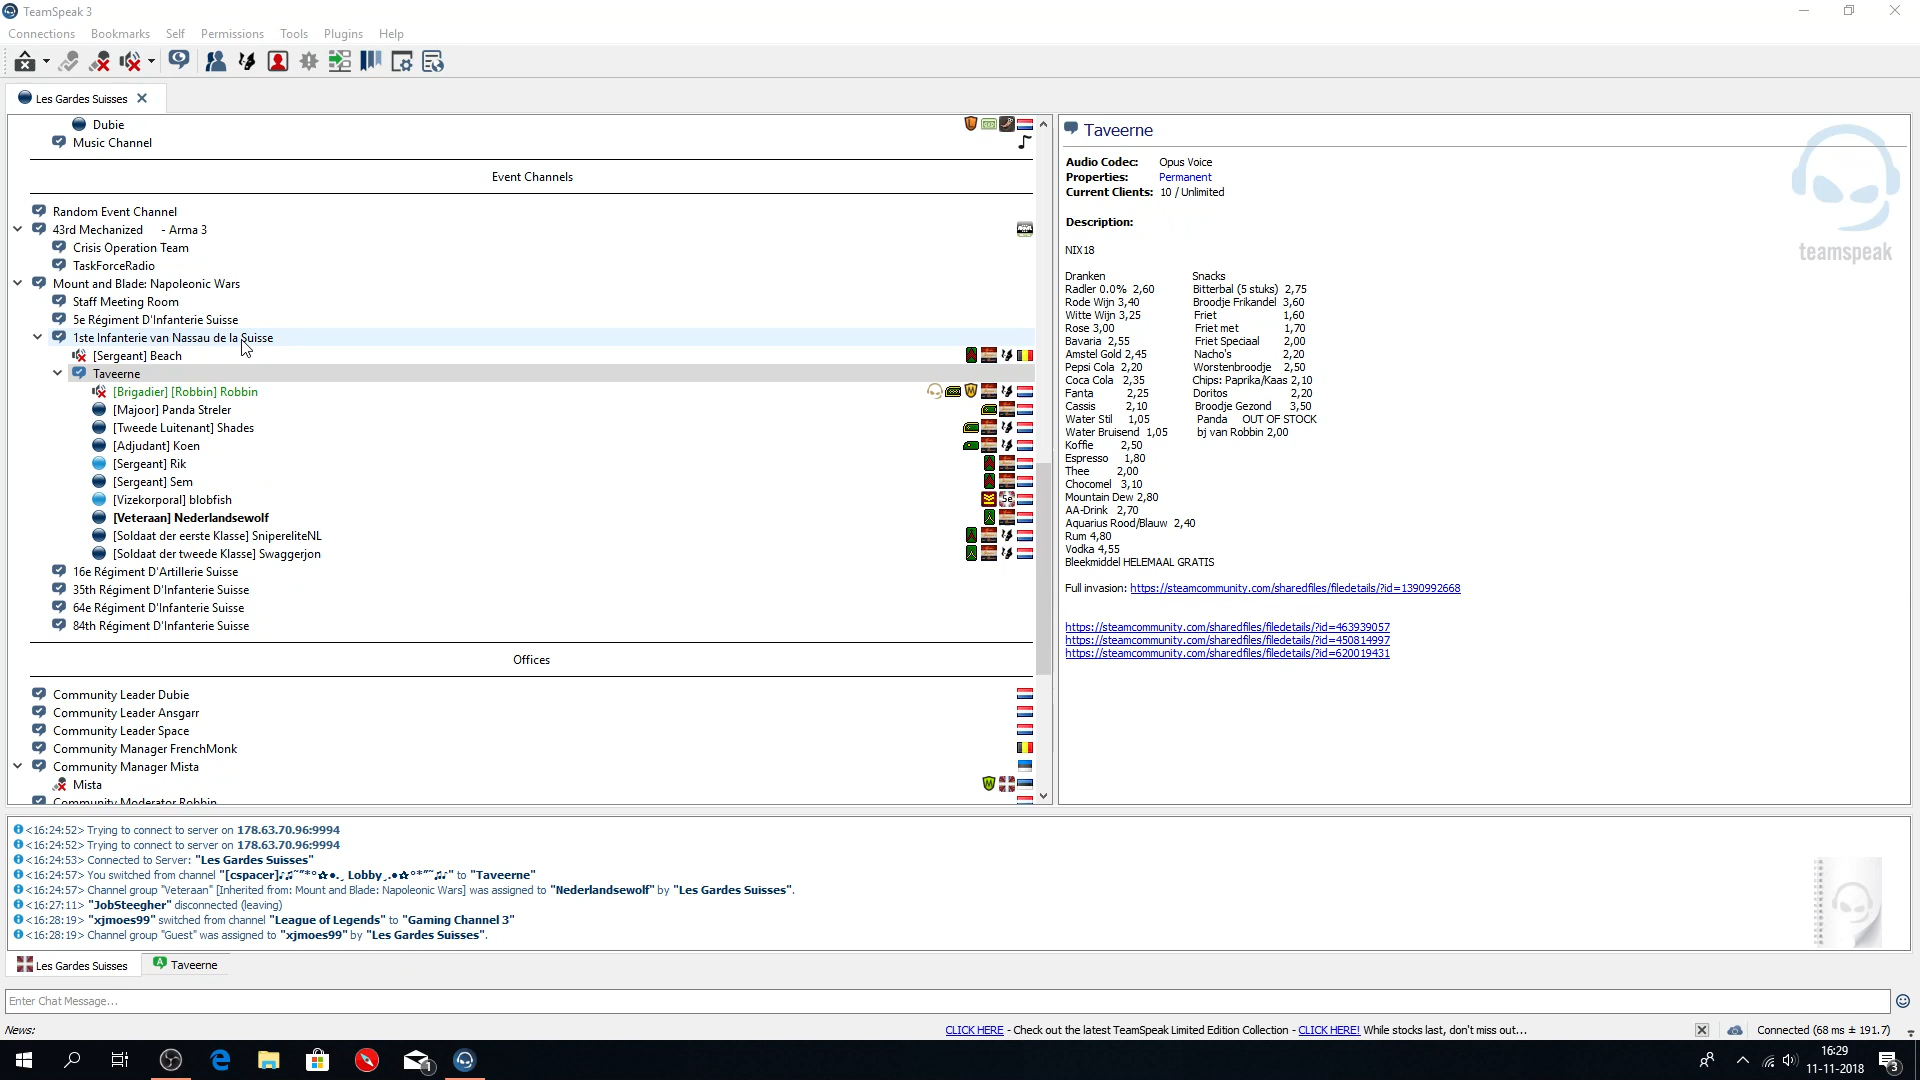 TeamSpeak 3
Connections Bookmarks Self Permissions Tools Plugins Help
Les Gardes Suisses
Dubie
Music Channel
Event Channels
Random Event Channel
43rd Mechanized - Arma 3
Crisis Operation Team
TaskForceRadio
Mount and Blade: Napoleonic Wars
Staff Meeting Room
5e Régiment D'Infanterie Suisse
1ste Infanterie van Nassau de la Suisse
[Sergeant] Beach
Taveerne
[Brigadier] [Robbin] Robbin
[Majoor] Panda Streler
[Tweede Luitenant] Shades
[Adjudant] Koen
[Sergeant] Rik
[Sergeant] Sem
[Vizekorporal] blobfish
[Veteraan] Nederlandsewolf
[Soldaat der eerste Klasse] SnipereliteNL
[Soldaat der tweede Klasse] Swaggerjon
16e Régiment D'Artillerie Suisse
35th Régiment D'Infanterie Suisse
64e Régiment D'Infanterie Suisse
84th Régiment D'Infanterie Suisse
Offices
Community Leader Dubie
Community Leader Ansgarr
Community Leader Space
Community Manager FrenchMonk
Community Manager Mista
Mista
Community Moderator Robbin
Taveerne
Audio Codec: Opus Voice
Properties: Permanent
Current Clients: 10 / Unlimited
teamspeak
Description:
NIX18
Dranken Snacks
Radler 0.0% 2,60 Bitterbal (5 stuks) 2,75
Rode Wijn 3,40 Broodje Frikandel 3,60
Witte Wijn 3,25 Friet 1,60
Rose 3,00 Friet met 1,70
Bavaria 2,55 Friet Speciaal 2,00
Amstel Gold 2,45 Nacho's 2,20
Pepsi Cola 2,20 Worstenbroodje 2,50
Coca Cola 2,35 Chips: Paprika/Kaas 2,10
Fanta 2,25 Doritos 2,20
Cassis 2,10 Broodje Gezond 3,50
Water Stil 1,05 Panda OUT OF STOCK
Water Bruisend 1,05 bj van Robbin 2,00
Koffie 2,50
Espresso 1,80
Thee 2,00
Chocomel 3,10
Mountain Dew 2,80
AA-Drink 2,70
Aquarius Rood/Blauw 2,40
Rum 4,80
Vodka 4,55
Bleekmiddel HELEMAAL GRATIS
Full invasion: https://steamcommunity.com/sharedfiles/filedetails/?id=1390992668
https://steamcommunity.com/sharedfiles/filedetails/?id=463939057
https://steamcommunity.com/sharedfiles/filedetails/?id=450814997
https://steamcommunity.com/sharedfiles/filedetails/?id=620019431
<16:24:52> Trying to connect to server on 178.63.70.96:9994
<16:24:52> Trying to connect to server on 178.63.70.96:9994
<16:24:53> Connected to Server: "Les Gardes Suisses"
<16:24:57> You switched from channel "[cspacer]♪♫˜"*°✿●.¸ Lobby ¸.●✿°*"˜♫♪" to "Taveerne"
<16:24:57> Channel group "Veteraan" [Inherited from: Mount and Blade: Napoleonic Wars] was assigned to "Nederlandsewolf" by "Les Gardes Suisses".
<16:27:11> "JobSteegher" disconnected (leaving)
<16:28:19> "xjmoes99" switched from channel "League of Legends" to "Gaming Channel 3"
<16:28:19> Channel group "Guest" was assigned to "xjmoes99" by "Les Gardes Suisses".
Les Gardes Suisses Taveerne
Enter Chat Message...
News: CLICK HERE - Check out the latest TeamSpeak Limited Edition Collection - CLICK HERE! While stocks last, don't miss out... Connected (68 ms ± 191.7)
1
16:29
11-11-2018
3